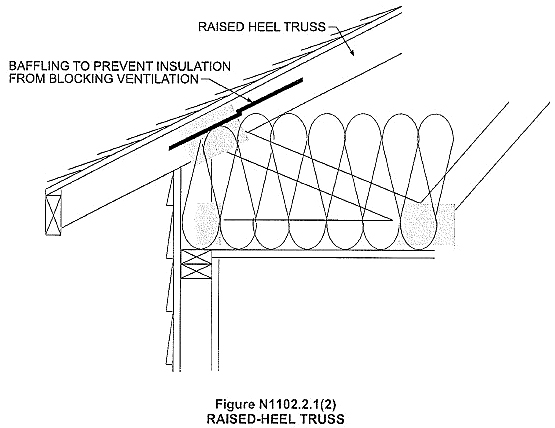 RAISED HEEL TRUSS
BAFFLING TO PREVENT INSULATION
FROM BLOCKING VENTILATION
Figure N1102.2.1(2)
RAISED-HEEL TRUSS